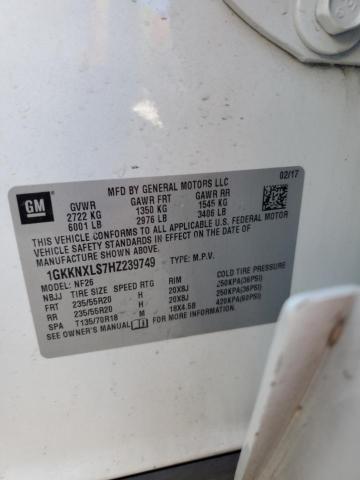 MFD BY GENERAL MOTORS LLC
02/17
GM
GVWR GAWR FRT GAWR RR
2722 KG 1350 KG 1545 KG
6001 LB 2976 LB 3406 LB
THIS VEHICLE CONFORMS TO ALL APPLICABLE U.S. FEDERAL MOTOR
VEHICLE SAFETY STANDARDS IN EFFECT ON THE DATE OF
MANUFACTURE SHOWN ABOVE.
1GKKNXLS7HZ239749 TYPE: M.P.V.
MODEL: NF26
NBJJ TIRE SIZE SPEED RTG RIM COLD TIRE PRESSURE
FRT 235/55R20 H 20X8J 250KPA(36PSI)
RR 235/55R20 H 20X8J 250KPA(36PSI)
SPA T135/70R18 M 18X4.5B 420KPA(60PSI)
SEE OWNER'S MANUAL FOR